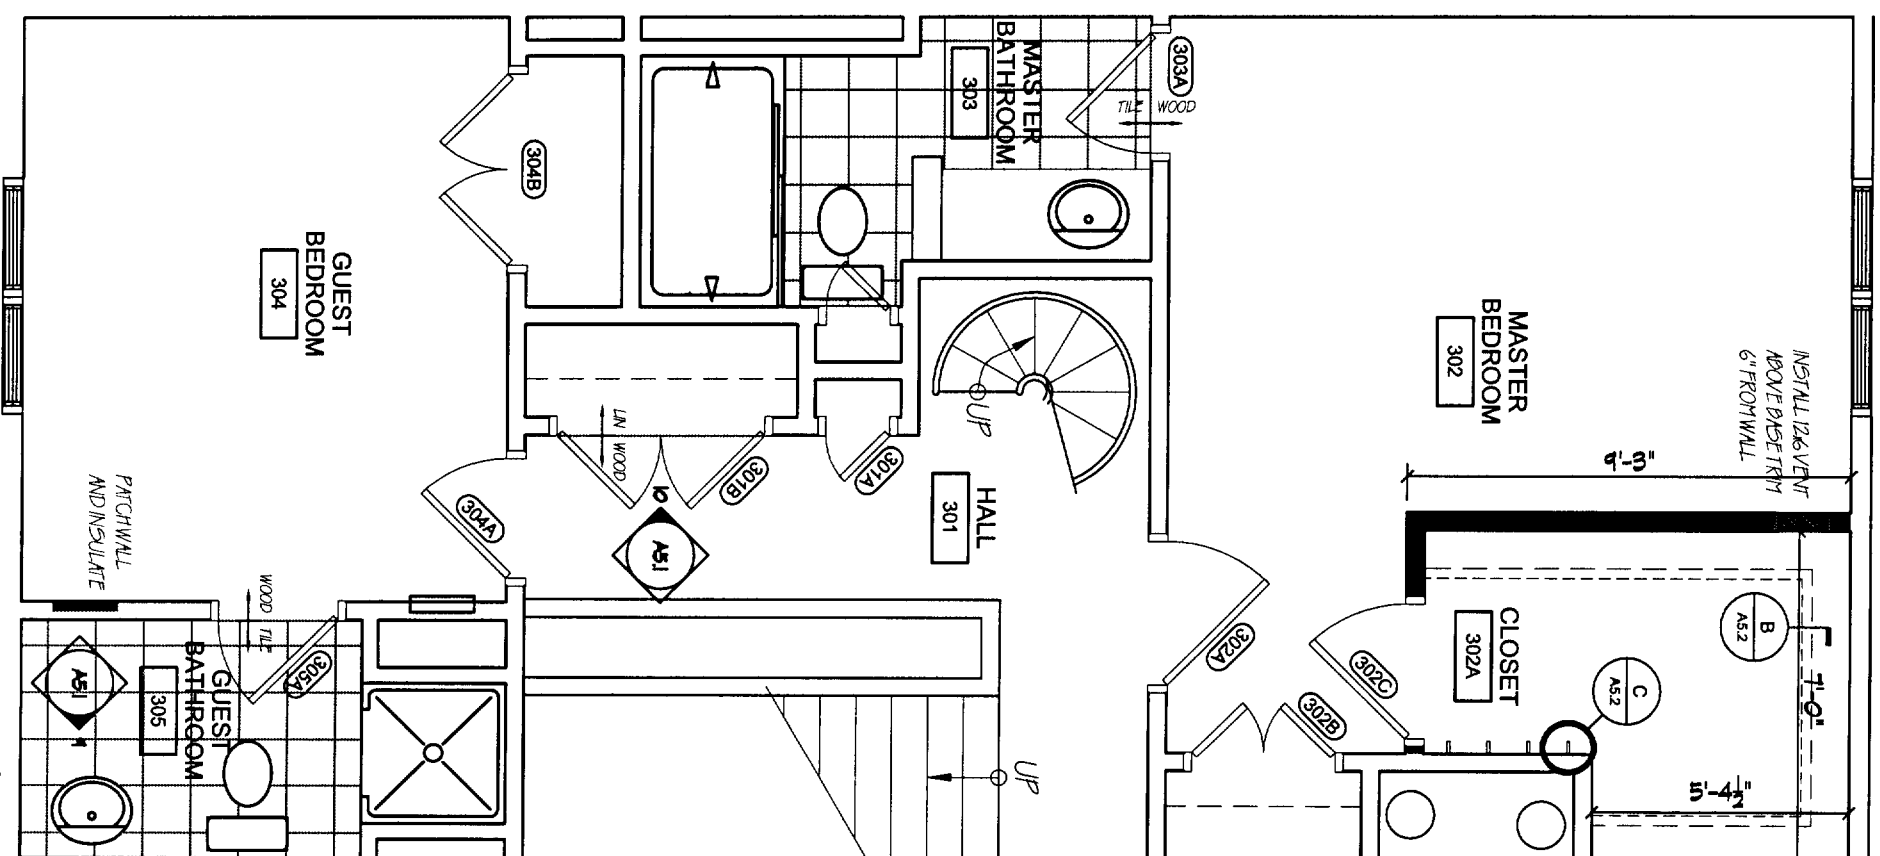 303A
TILE WOOD
MASTER
BATHROOM
303
304B
GUEST
BEDROOM
304
MASTER
BEDROOM
302
INSTALL 12x6 VENT
ABOVE BASE TRIM
6" FROM WALL
UP
LIN WOOD
301B
301A
HALL
301
9'-3"
10
A5.1
304A
PATCH WALL
AND INSULATE
WOOD TILE
305A
GUEST
BATHROOM
305
A5.1
302A
302C
302B
CLOSET
302A
B
A5.2
C
A5.2
7'-0"
5'-4½"
UP